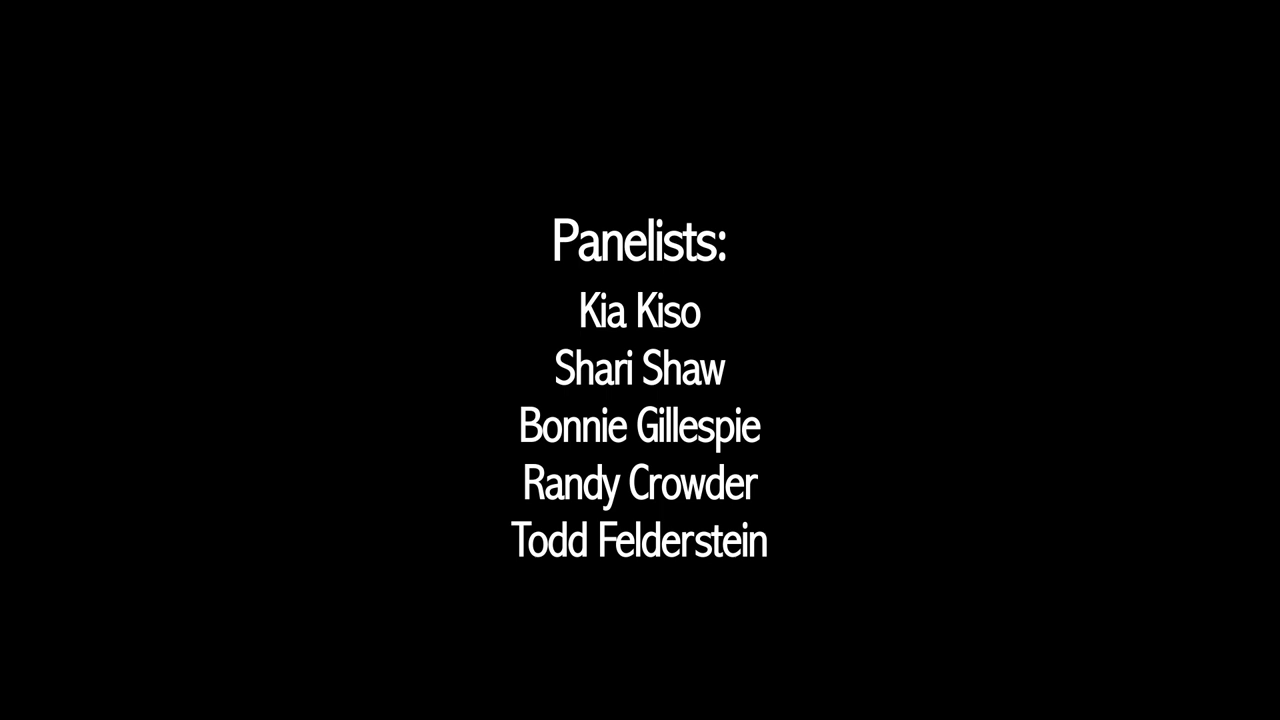 Panelists:
Kia Kiso
Shari Shaw
Bonnie Gillespie
Randy Crowder
Todd Felderstein